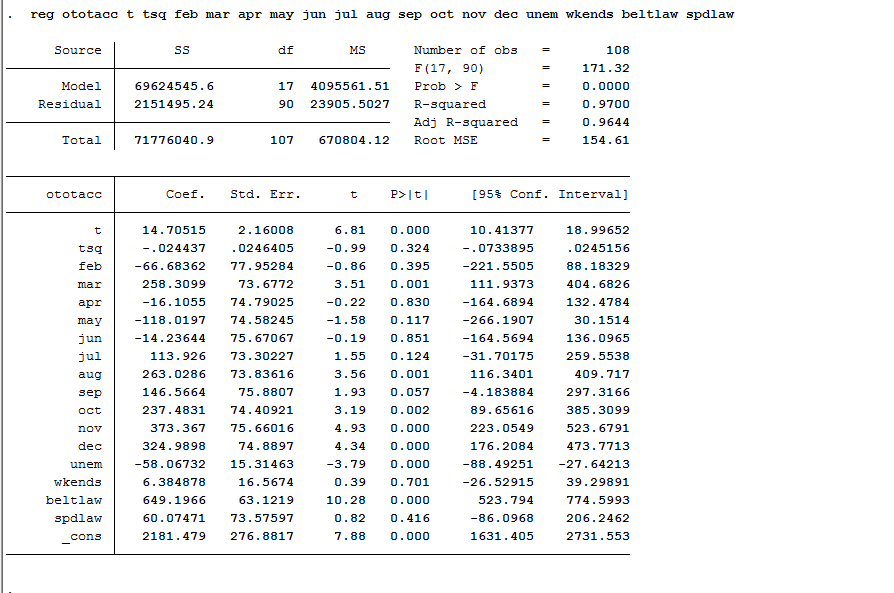 . reg ototacc t tsq feb mar apr may jun jul aug sep oct nov dec unem wkends beltlaw spdlaw
Source SS df MS Number of obs = 108
F(17, 90) = 171.32
Model 69624545.6 17 4095561.51 Prob > F = 0.0000
Residual 2151495.24 90 23905.5027 R-squared = 0.9700
Adj R-squared = 0.9644
Total 71776040.9 107 670804.12 Root MSE = 154.61
ototacc Coef. Std. Err. t P>|t| [95% Conf. Interval]
t 14.70515 2.16008 6.81 0.000 10.41377 18.99652
tsq -.024437 .0246405 -0.99 0.324 -.0733895 .0245156
feb -66.68362 77.95284 -0.86 0.395 -221.5505 88.18329
mar 258.3099 73.6772 3.51 0.001 111.9373 404.6826
apr -16.1055 74.79025 -0.22 0.830 -164.6894 132.4784
may -118.0197 74.58245 -1.58 0.117 -266.1907 30.1514
jun -14.23644 75.67067 -0.19 0.851 -164.5694 136.0965
jul 113.926 73.30227 1.55 0.124 -31.70175 259.5538
aug 263.0286 73.83616 3.56 0.001 116.3401 409.717
sep 146.5664 75.8807 1.93 0.057 -4.183884 297.3166
oct 237.4831 74.40921 3.19 0.002 89.65616 385.3099
nov 373.367 75.66016 4.93 0.000 223.0549 523.6791
dec 324.9898 74.8897 4.34 0.000 176.2084 473.7713
unem -58.06732 15.31463 -3.79 0.000 -88.49251 -27.64213
wkends 6.384878 16.5674 0.39 0.701 -26.52915 39.29891
beltlaw 649.1966 63.1219 10.28 0.000 523.794 774.5993
spdlaw 60.07471 73.57597 0.82 0.416 -86.0968 206.2462
_cons 2181.479 276.8817 7.88 0.000 1631.405 2731.553
.